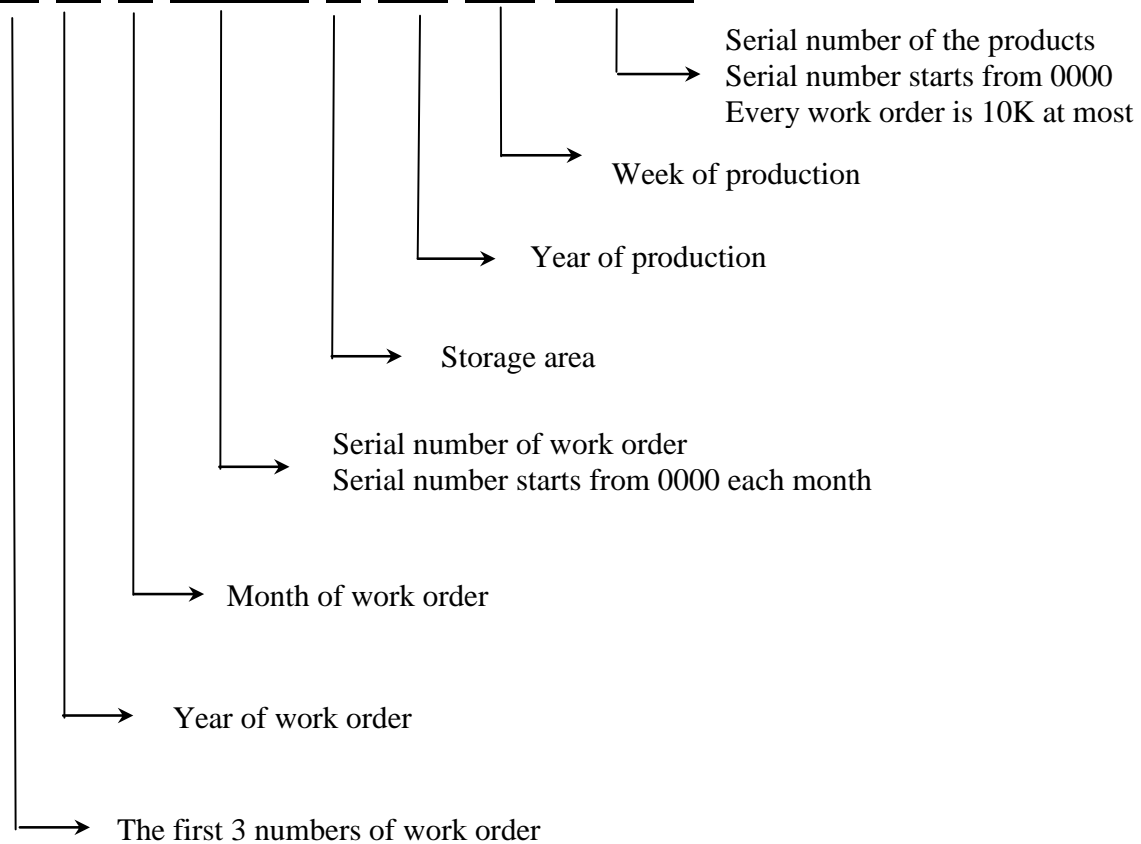 Serial number of the products
Serial number starts from 0000
Every work order is 10K at most
Week of production
Year of production
Storage area
Serial number of work order
Serial number starts from 0000 each month
Month of work order
Year of work order
The first 3 numbers of work order